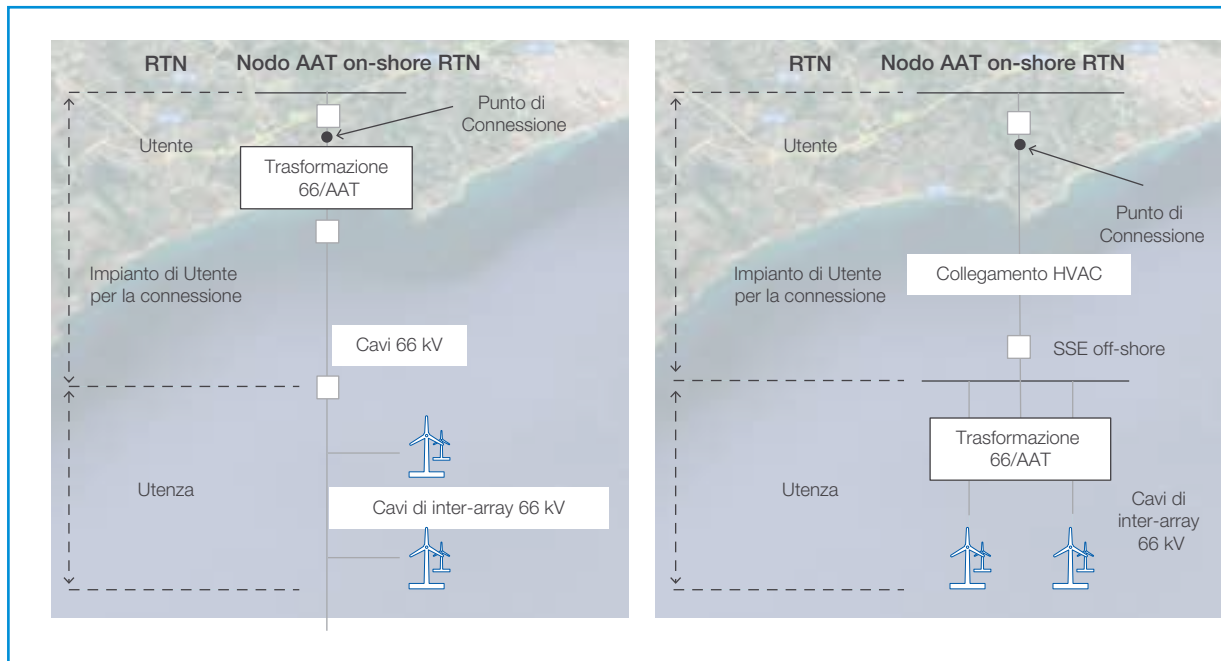 RTN
Nodo AAT on-shore RTN
Punto di
Connessione
Utente
Trasformazione
66/AAT
Impianto di Utente
per la connessione
Cavi 66 kV
Utenza
Cavi di inter-array 66 kV
RTN
Nodo AAT on-shore RTN
Utente
Punto di
Connessione
Impianto di Utente
per la connessione
Collegamento HVAC
SSE off-shore
Trasformazione
66/AAT
Utenza
Cavi di
inter-array
66 kV